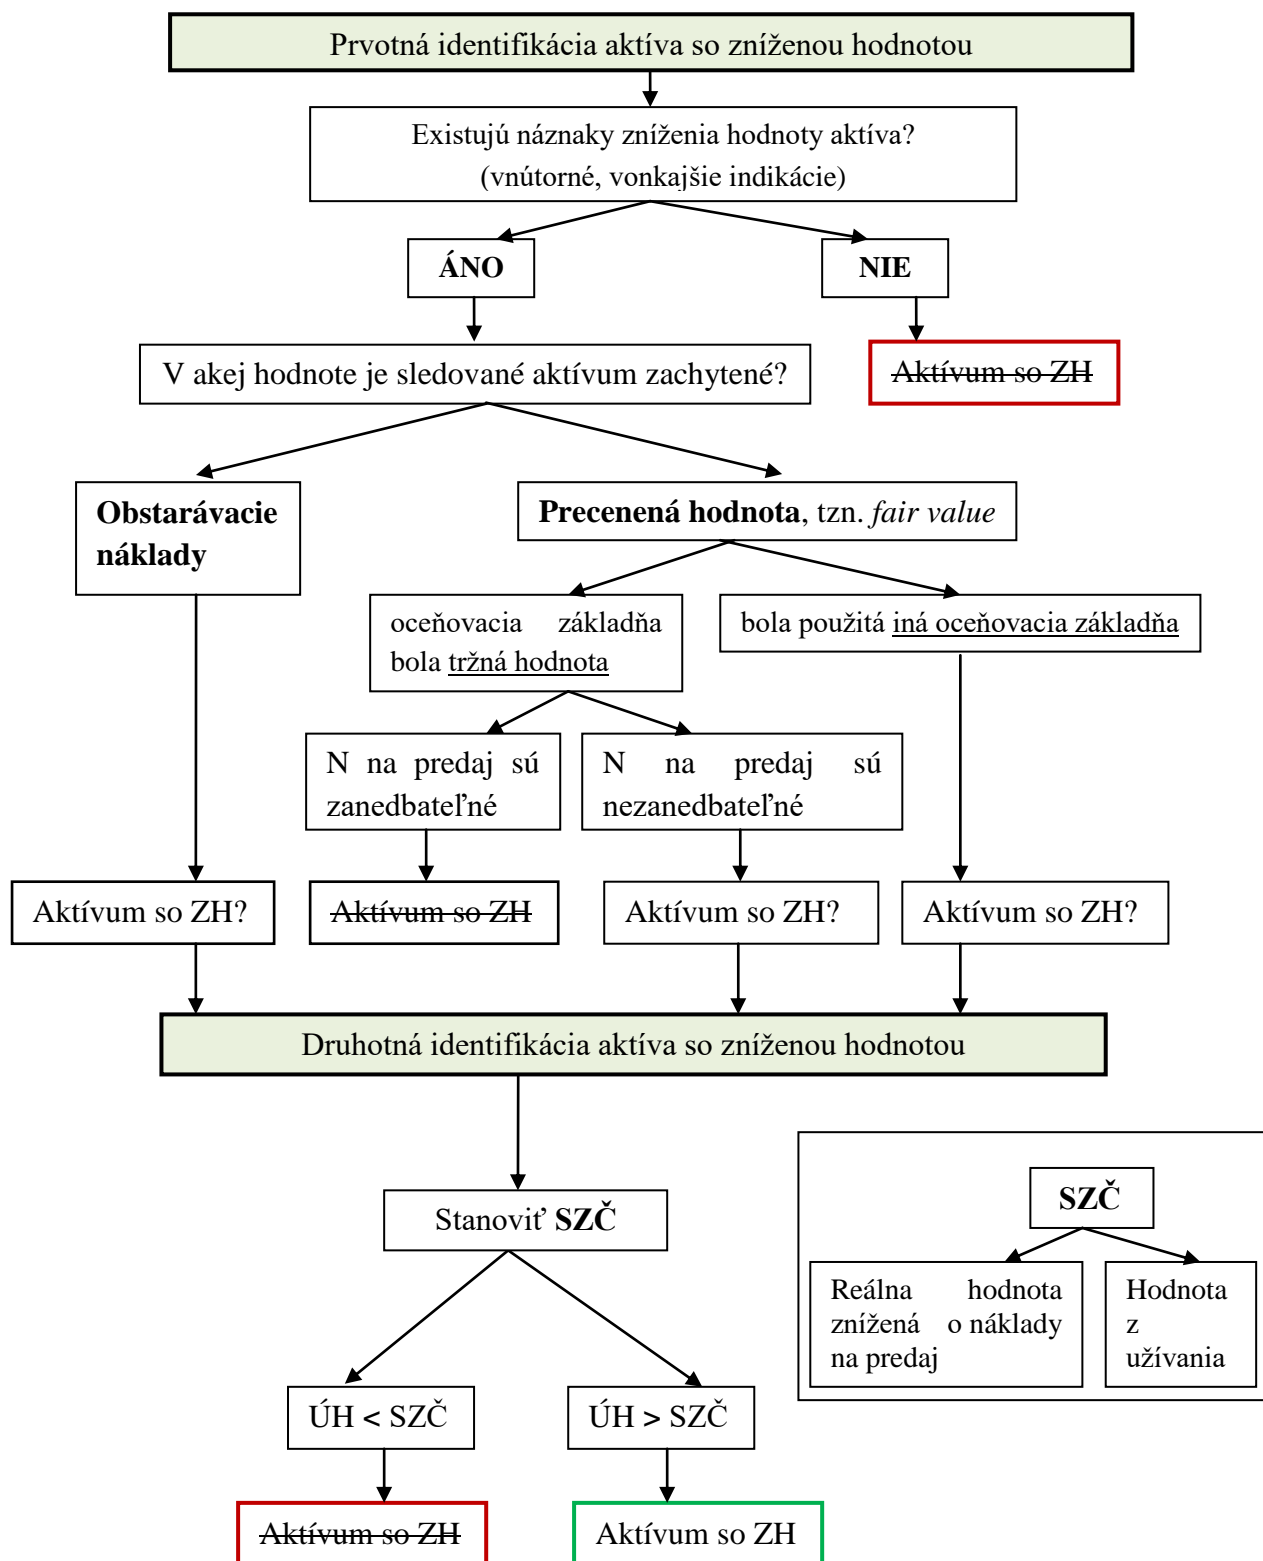 Prvotná identifikácia aktíva so zníženou hodnotou
Existujú náznaky zníženia hodnoty aktíva?
(vnútorné, vonkajšie indikácie)
ÁNO
NIE
V akej hodnote je sledované aktívum zachytené?
Aktívum so ZH
Obstarávacie
náklady
Precenená hodnota, tzn. fair value
oceňovacia základňa
bola tržná hodnota
bola použitá iná oceňovacia základňa
N na predaj sú
zanedbateľné
N na predaj sú
nezanedbateľné
Aktívum so ZH?
Aktívum so ZH
Aktívum so ZH?
Aktívum so ZH?
Druhotná identifikácia aktíva so zníženou hodnotou
Stanoviť SZČ
SZČ
Reálna hodnota
znížená o náklady
na predaj
Hodnota
z
užívania
ÚH < SZČ
ÚH > SZČ
Aktívum so ZH
Aktívum so ZH